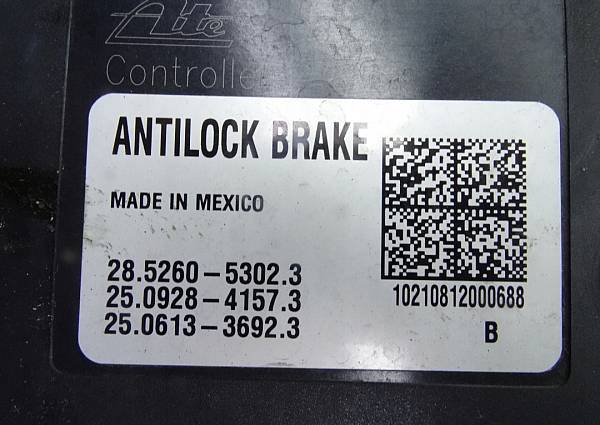 Ate
Controlle
ANTILOCK BRAKE
MADE IN MEXICO
28.5260-5302.3
25.0928-4157.3
25.0613-3692.3
10210812000688
B